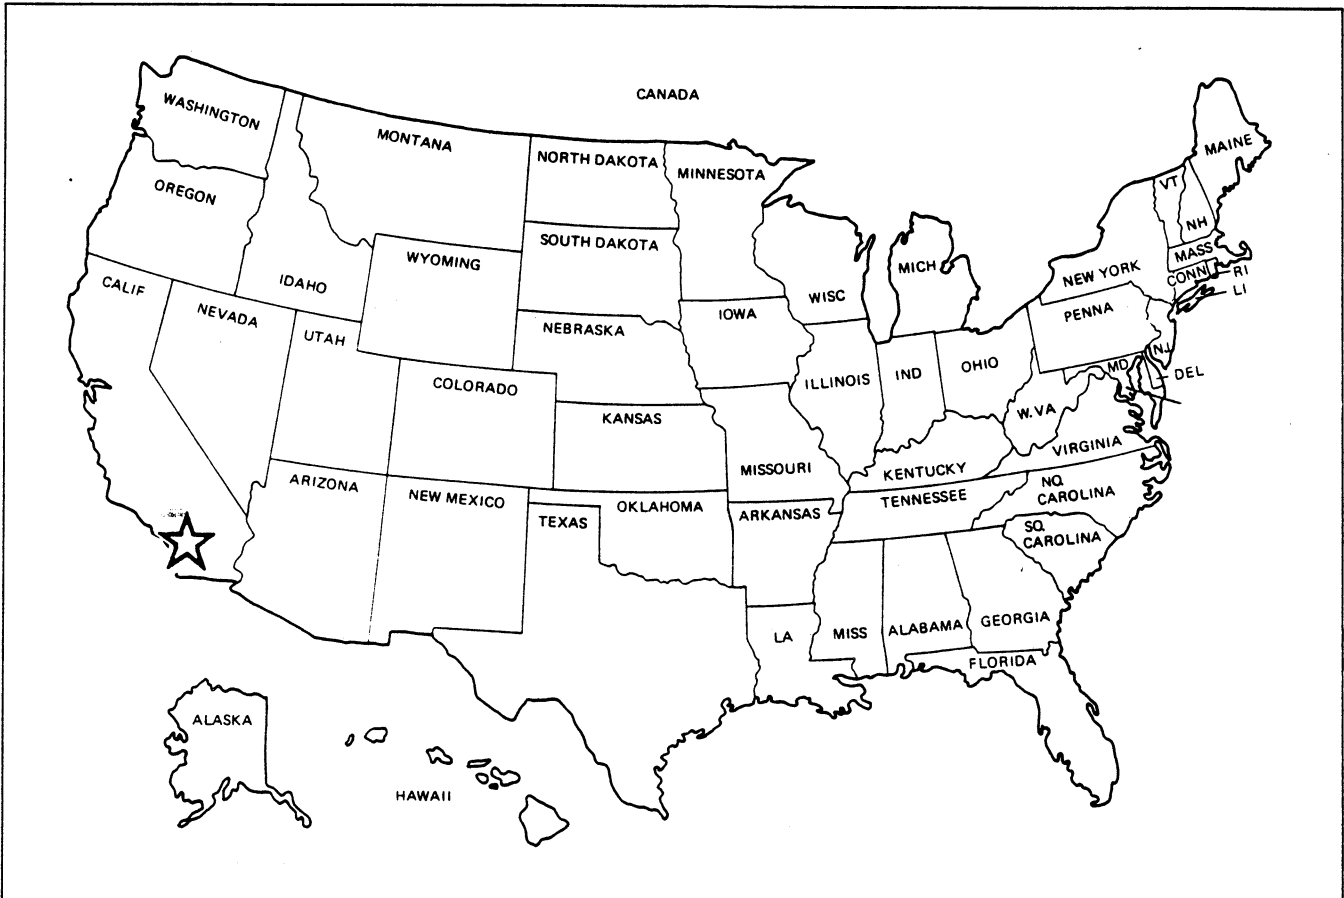 CANADA
WASHINGTON
MONTANA
NORTH DAKOTA
MINNESOTA
MAINE
VT
NH
OREGON
IDAHO
WYOMING
SOUTH DAKOTA
WISC
MICH
NEW YORK
MASS
CONN
RI
LI
CALIF
NEVADA
UTAH
COLORADO
NEBRASKA
IOWA
ILLINOIS
IND
OHIO
PENNA
NJ
MD
DEL
W.VA
VIRGINIA
KANSAS
MISSOURI
KENTUCKY
ARIZONA
NEW MEXICO
TEXAS
OKLAHOMA
ARKANSAS
TENNESSEE
NO.
CAROLINA
SO.
CAROLINA
LA
MISS
ALABAMA
GEORGIA
FLORIDA
ALASKA
HAWAII